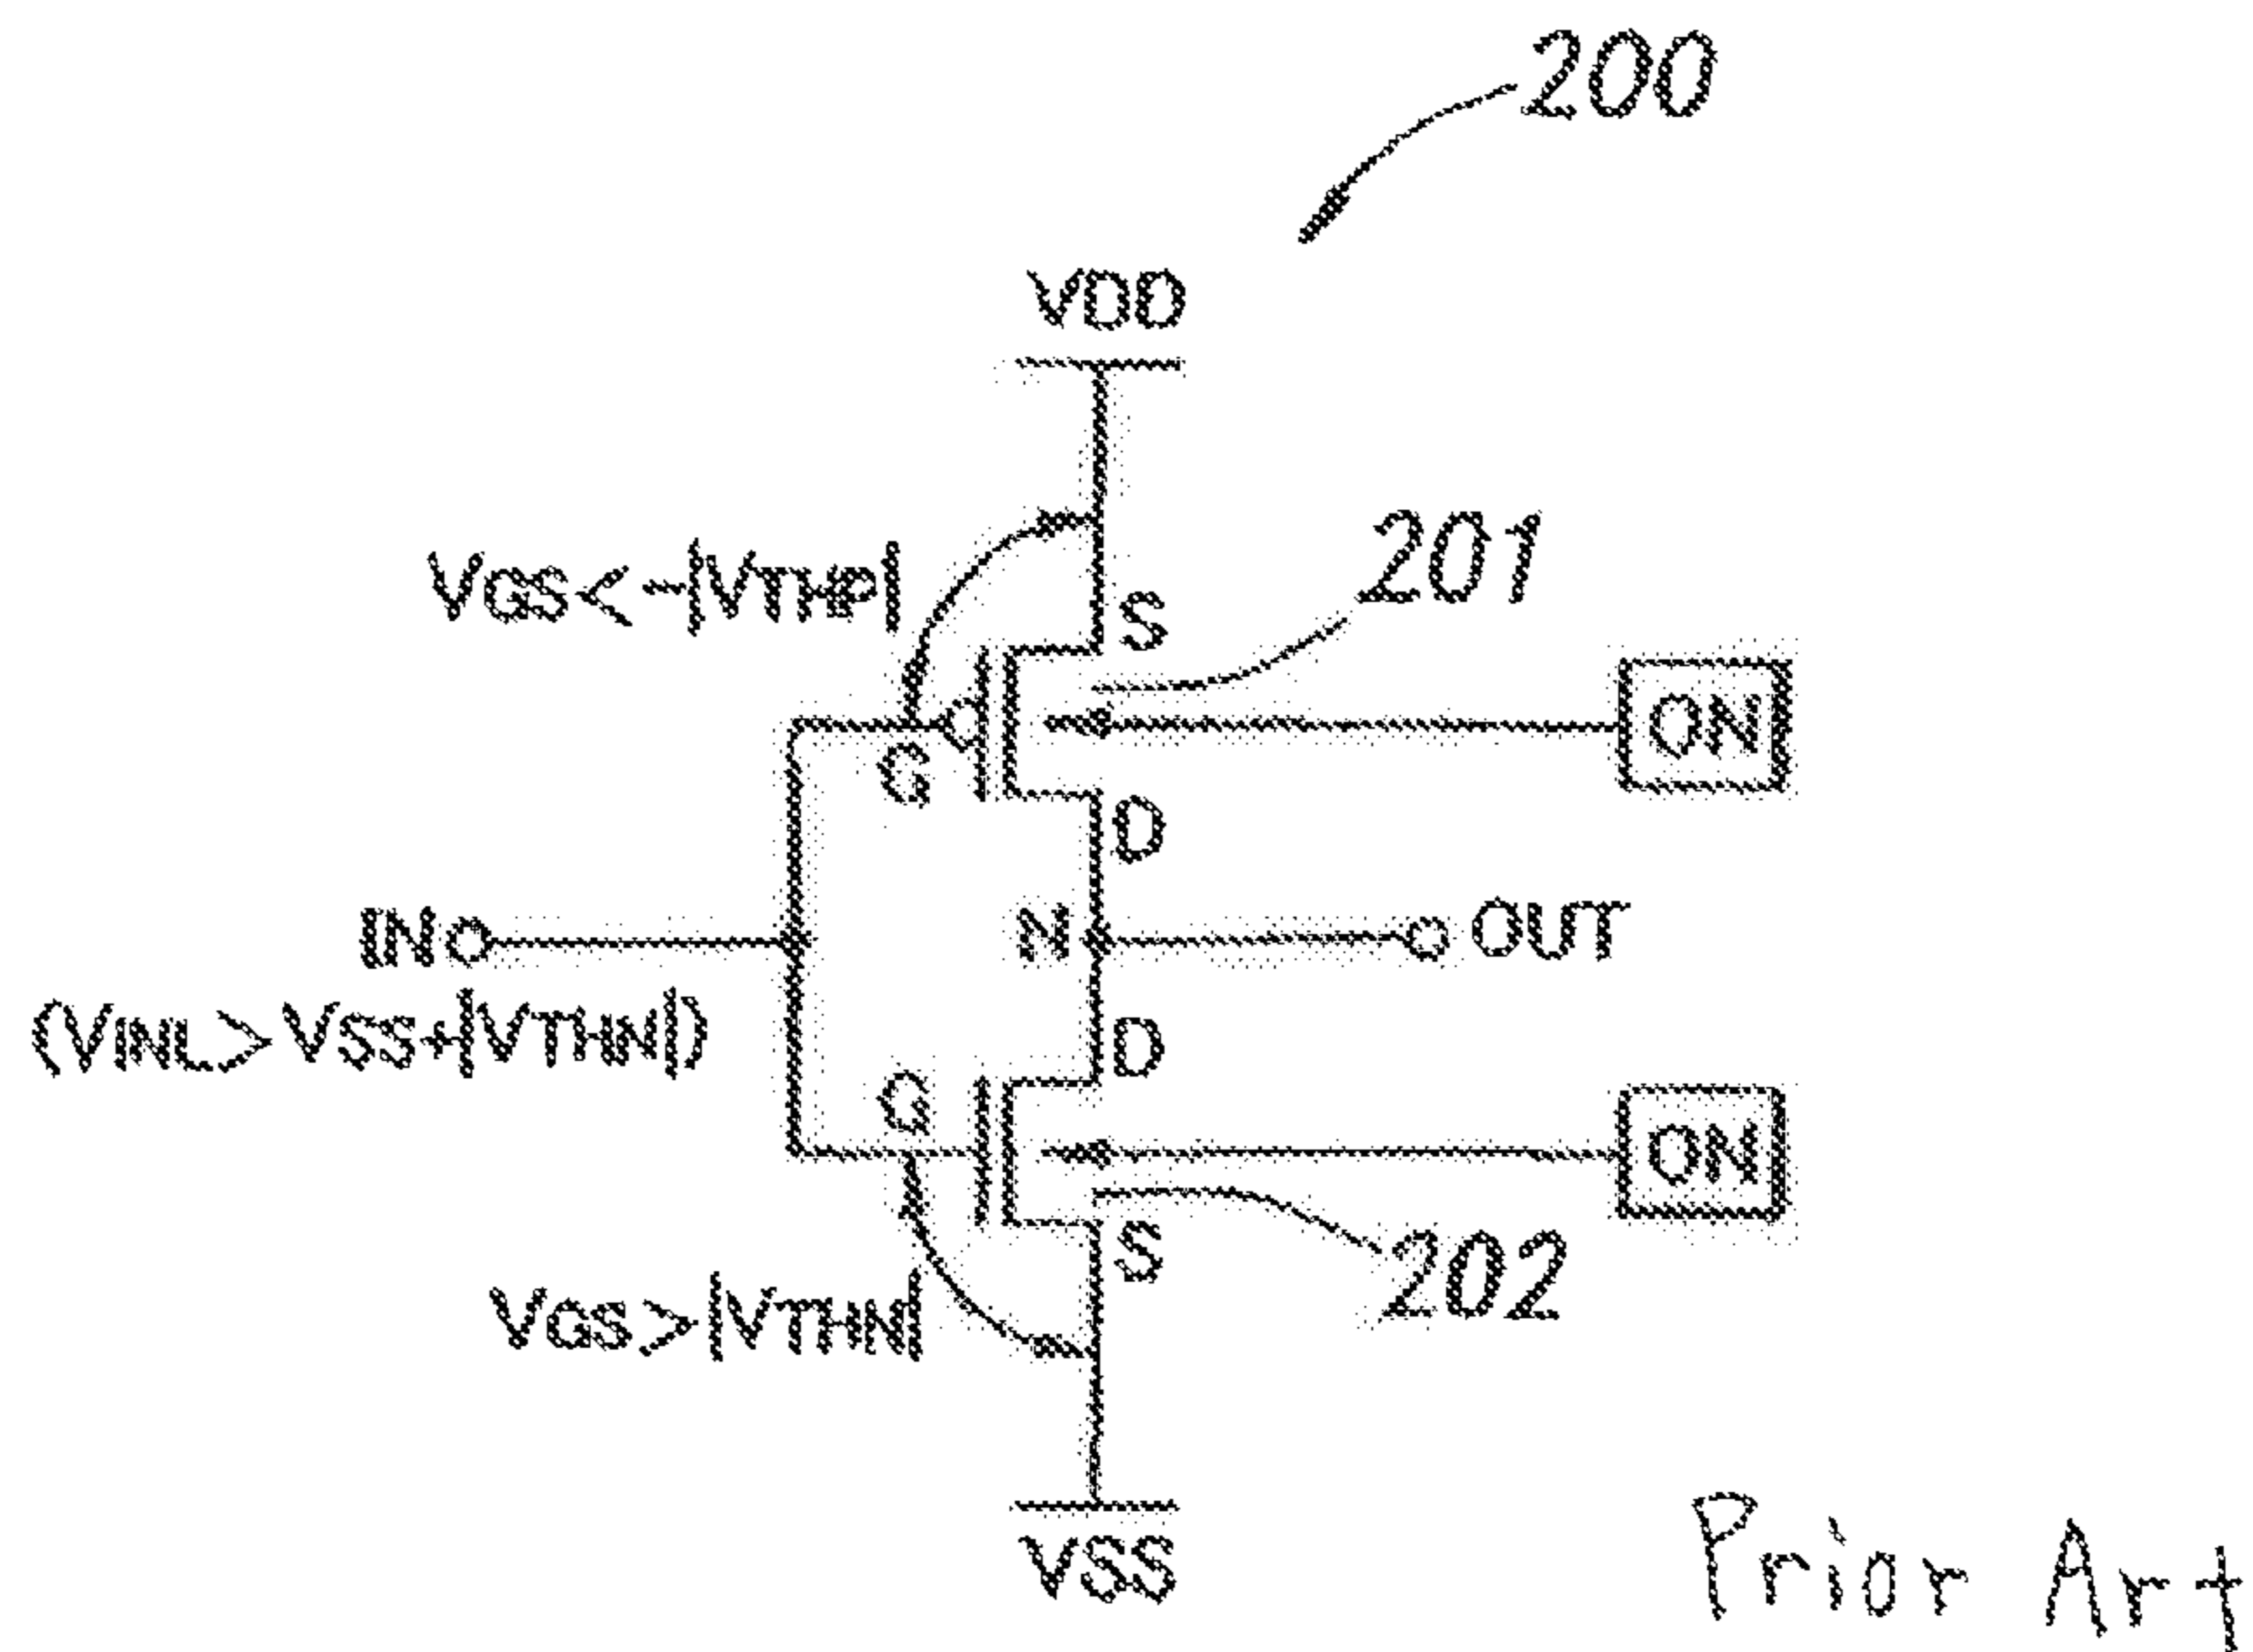 200
VDD
VGS<-|VTHP|
S
201
G
ON
D
IN
N
OUT
(VINL>VSS+|VTHN|)
D
G
ON
S
202
VGS>|VTHN|
VSS
Prior Art